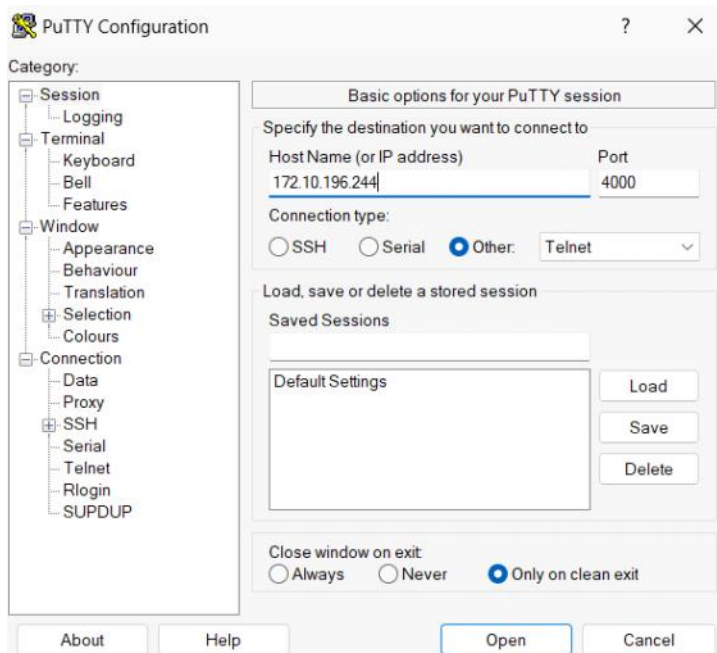 PuTTY Configuration
?
Category:
Session
Logging
Terminal
Keyboard
Bell
Features
Window
Appearance
Behaviour
Translation
Selection
Colours
Connection
Data
Proxy
SSH
Serial
Telnet
Rlogin
SUPDUP
Basic options for your PuTTY session
Specify the destination you want to connect to
Host Name (or IP address) Port
172.10.196.244 4000
Connection type:
SSH Serial Other: Telnet
Load, save or delete a stored session
Saved Sessions
Default Settings
Load
Save
Delete
Close window on exit:
Always Never Only on clean exit
About Help Open Cancel